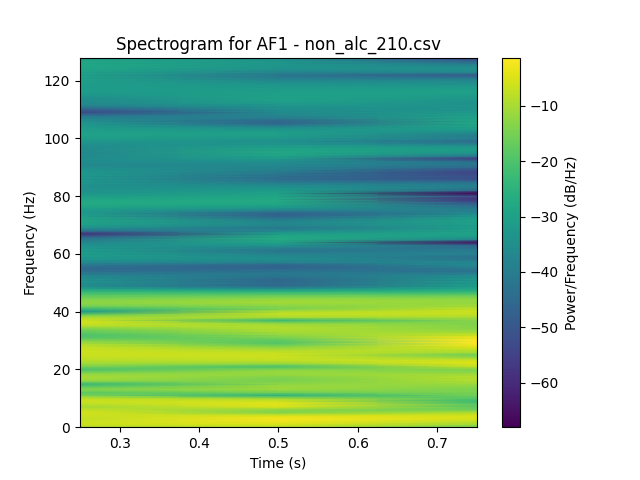 Spectrogram for AF1 - non_alc_210.csv
120
100
80
60
40
20
0
Frequency (Hz)
0.3 0.4 0.5 0.6 0.7
Time (s)
−10
−20
−30
−40
−50
−60
Power/Frequency (dB/Hz)